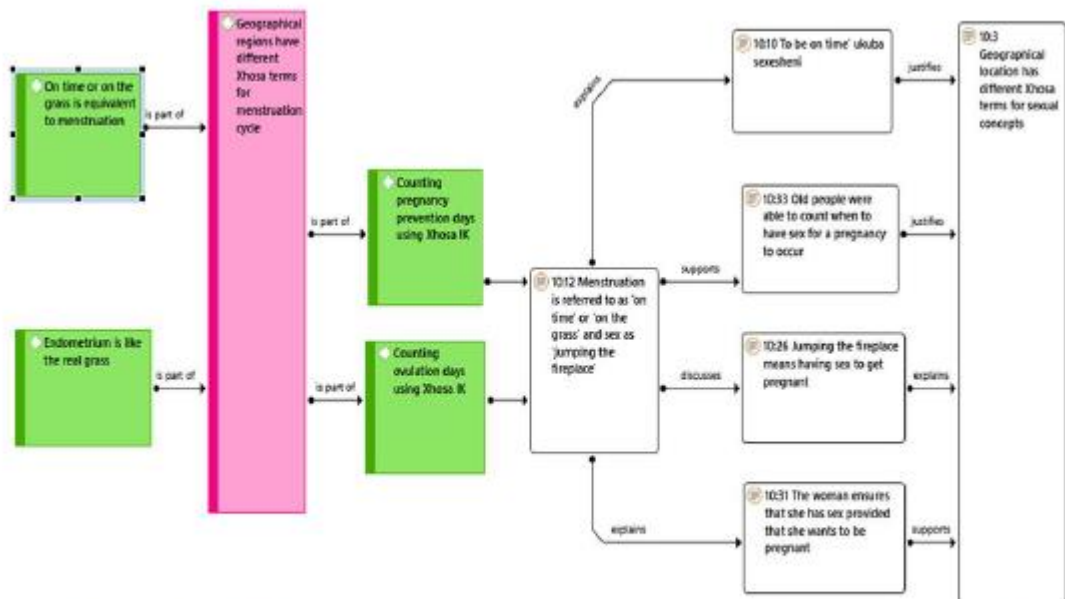 On time or on the
grass is equivalent
to menstruation
is part of
Endometrium is like
the real grass
is part of
Geographical
regions have
different
Xhosa terms
for
menstruation
cycle
is part of
Counting
pregnancy
prevention days
using Xhosa IK
is part of
Counting
ovulation days
using Xhosa IK
10:12 Menstruation
is referred to as 'on
time' or 'on the
grass' and sex as
'jumping the
fireplace'
explains
supports
discusses
explains
10:10 To be on time' ukuba
sexesheni
justifies
10:33 Old people were
able to count when to
have sex for a pregnancy
to occur
justifies
10:26 Jumping the fireplace
means having sex to get
pregnant
explains
10:31 The woman ensures
that she has sex provided
that she wants to be
pregnant
supports
10:3
Geographical
location has
different Xhosa
terms for sexual
concepts